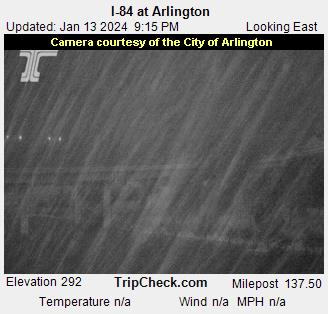 I-84 at Arlington
Updated: Jan 13 2024 9:15 PM Looking East
Camera courtesy of the City of Arlington
Elevation 292 TripCheck.com Milepost 137.50
Temperature n/a Wind n/a MPH n/a